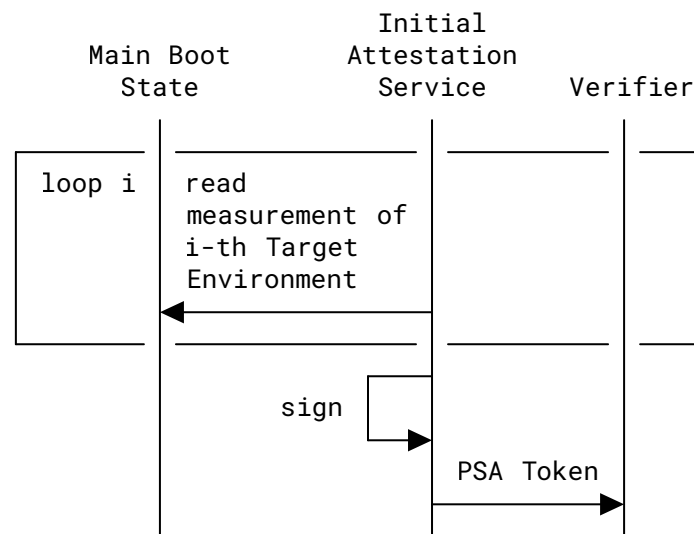 Main Boot
State
Initial
Attestation
Service
Verifier
loop i
read
measurement of
i-th Target
Environment
sign
PSA Token